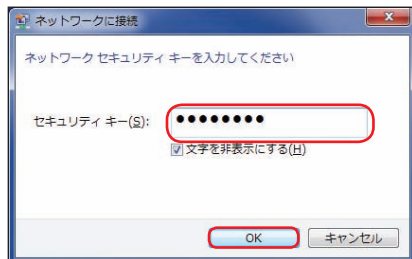 ネットワークに接続
ネットワーク セキュリティ キーを入力してください
セキュリティ キー(S):
●●●●●●●●
文字を非表示にする(H)
OK キャンセル